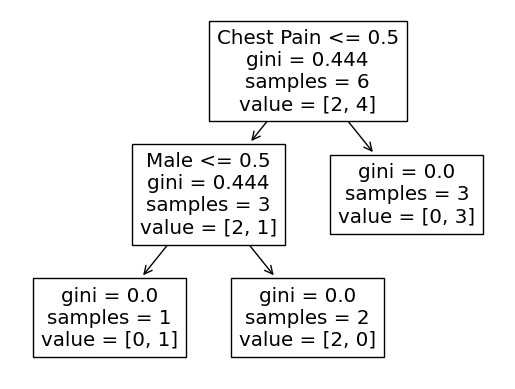 Chest Pain <= 0.5
gini = 0.444
samples = 6
value = [2, 4]
Male <= 0.5
gini = 0.444
samples = 3
value = [2, 1]
gini = 0.0
samples = 3
value = [0, 3]
gini = 0.0
samples = 1
value = [0, 1]
gini = 0.0
samples = 2
value = [2, 0]